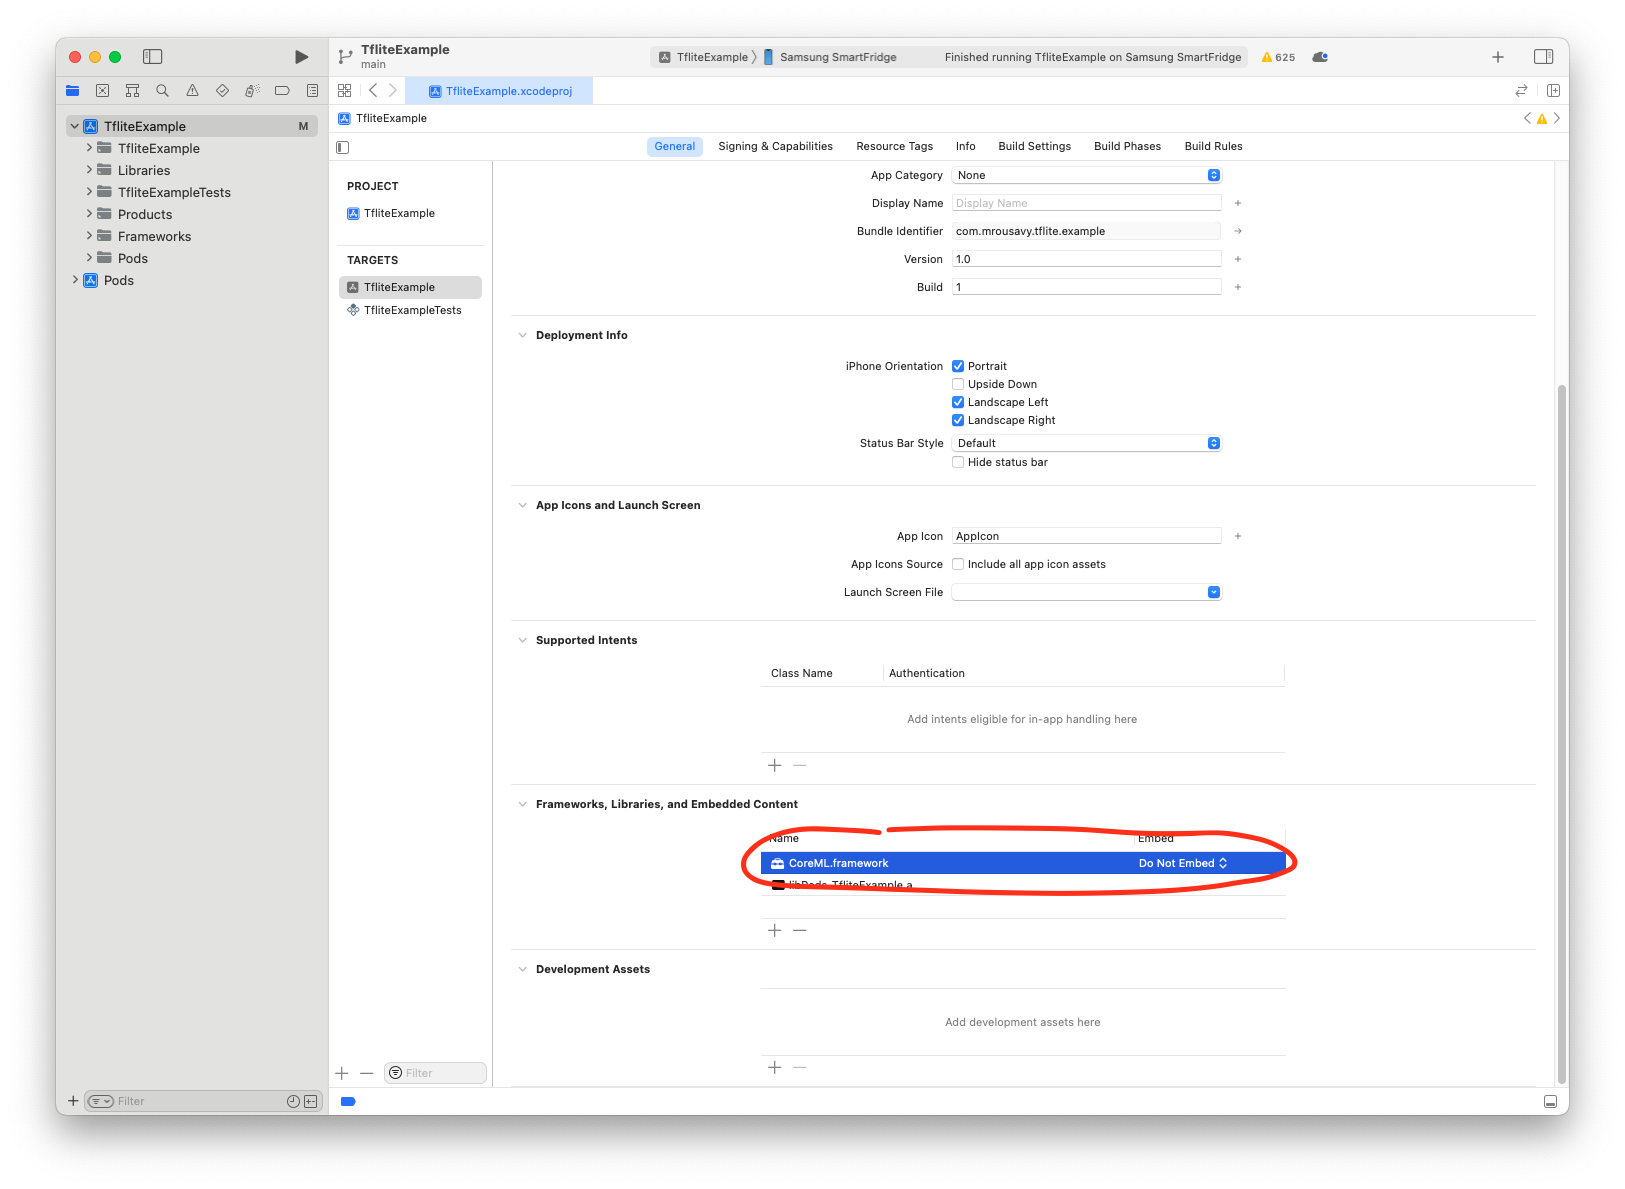 TfliteExample
main
TfliteExample
Samsung SmartFridge
Finished running TfliteExample on Samsung SmartFridge
625
TfliteExample.xcodeproj
TfliteExample M
TfliteExample
Libraries
TfliteExampleTests
Products
Frameworks
Pods
Pods
Filter
TfliteExample
General Signing & Capabilities Resource Tags Info Build Settings Build Phases Build Rules
PROJECT
TfliteExample
TARGETS
TfliteExample
TfliteExampleTests
Filter
App Category None
Display Name Display Name
Bundle Identifier com.mrousavy.tflite.example
Version 1.0
Build 1
Deployment Info
iPhone Orientation Portrait
Upside Down
Landscape Left
Landscape Right
Status Bar Style Default
Hide status bar
App Icons and Launch Screen
App Icon AppIcon
App Icons Source Include all app icon assets
Launch Screen File
Supported Intents
Class Name Authentication
Add intents eligible for in-app handling here
Frameworks, Libraries, and Embedded Content
Name Embed
CoreML.framework Do Not Embed
libPods-TfliteExample.a
Development Assets
Add development assets here